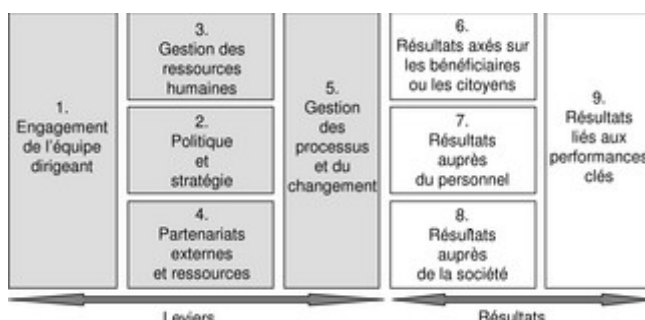 1.
Engagement
de l'équipe
dirigeant
3.
Gestion des
ressources
humaines
2.
Politique
et
stratégie
4.
Partenariats
externes
et ressources
5.
Gestion
des
processus
et du
changement
6.
Résultats axés sur
les bénéficiaires
ou les citoyens
7.
Résultats
auprès
du personnel
8.
Résultats
auprès
de la société
9.
Résultats
liés aux
performances
clés
Leviers
Résultats